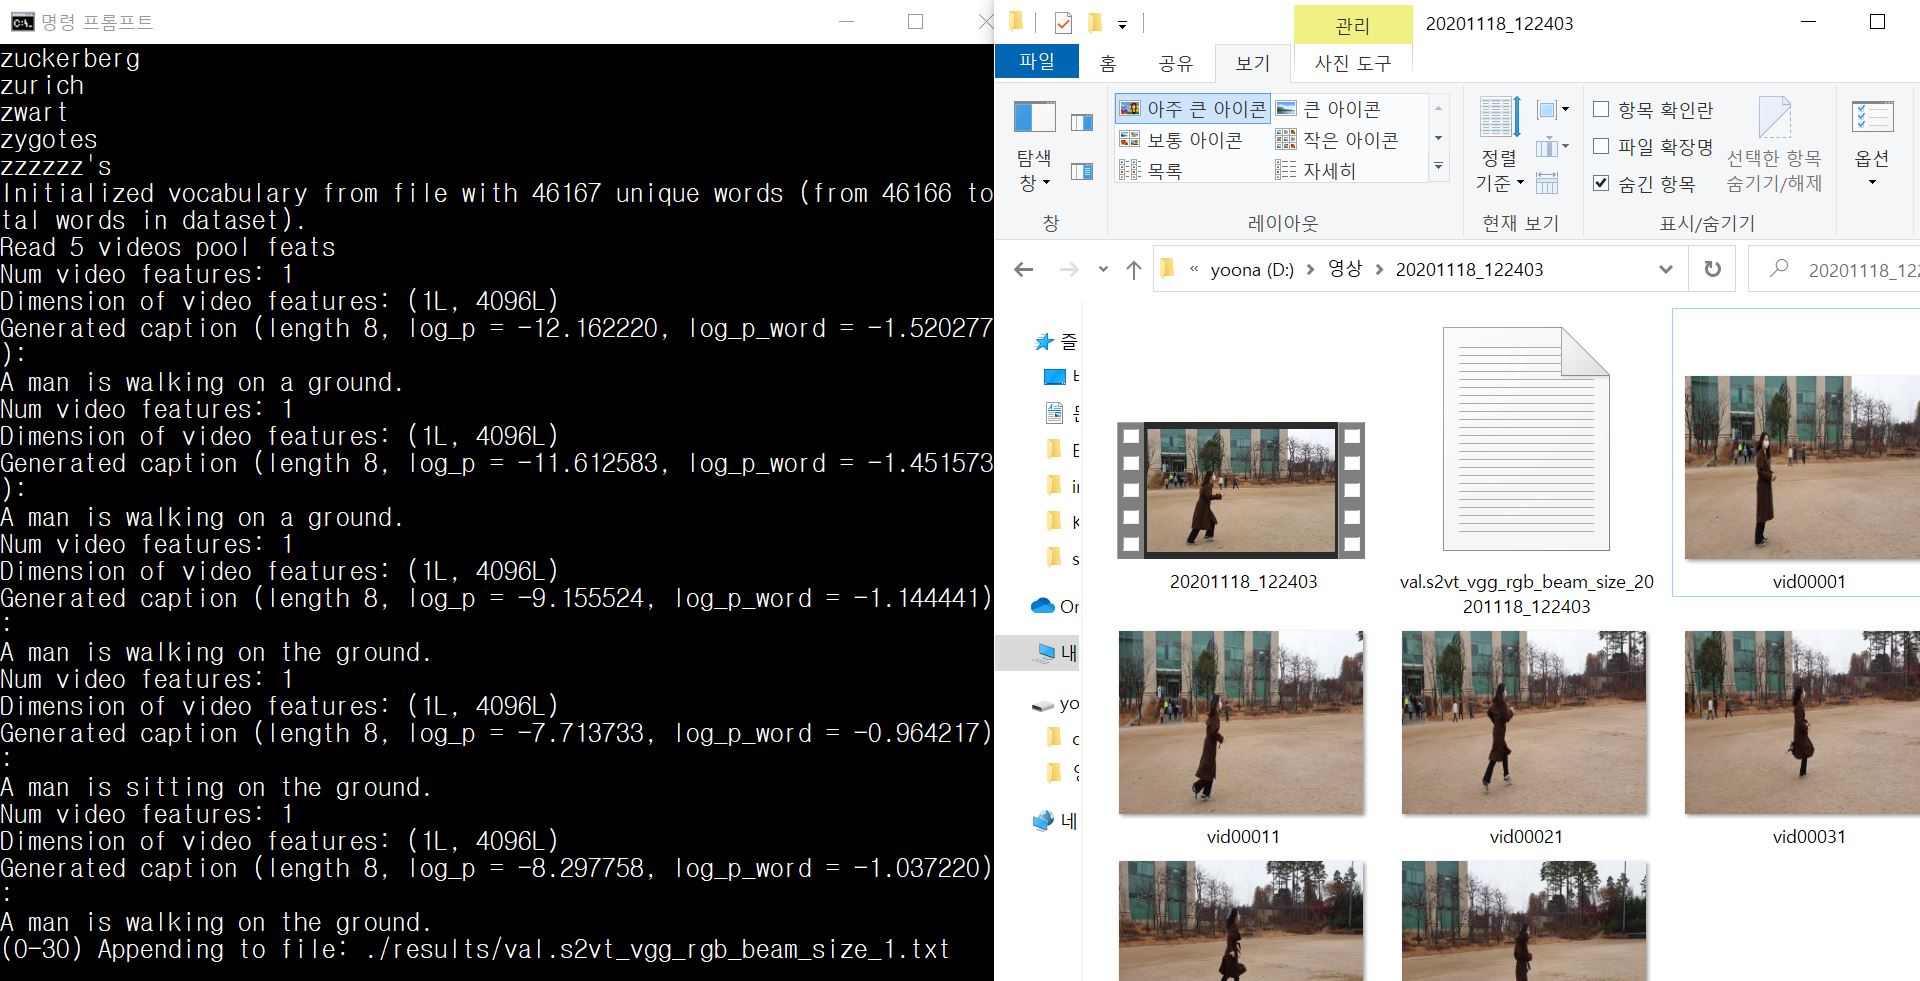 명령 프롬프트
zuckerberg
zurich
zwart
zygotes
zzzzzz's
Initialized vocabulary from file with 46167 unique words (from 46166 to
tal words in dataset).
Read 5 videos pool feats
Num video features: 1
Dimension of video features: (1L, 4096L)
Generated caption (length 8, log_p = -12.162220, log_p_word = -1.520277
):
A man is walking on a ground.
Num video features: 1
Dimension of video features: (1L, 4096L)
Generated caption (length 8, log_p = -11.612583, log_p_word = -1.451573
):
A man is walking on a ground.
Num video features: 1
Dimension of video features: (1L, 4096L)
Generated caption (length 8, log_p = -9.155524, log_p_word = -1.144441)
:
A man is walking on the ground.
Num video features: 1
Dimension of video features: (1L, 4096L)
Generated caption (length 8, log_p = -7.713733, log_p_word = -0.964217)
:
A man is sitting on the ground.
Num video features: 1
Dimension of video features: (1L, 4096L)
Generated caption (length 8, log_p = -8.297758, log_p_word = -1.037220)
:
A man is walking on the ground.
(0-30) Appending to file: ./results/val.s2vt_vgg_rgb_beam_size_1.txt
관리 20201118_122403
파일 홈 공유 보기 사진 도구
아주 큰 아이콘 큰 아이콘
보통 아이콘 작은 아이콘
목록 자세히
탐색
창
정렬
기준
항목 확인란
파일 확장명
숨긴 항목
선택한 항목
숨기기/해제
옵션
창 레이아웃 현재 보기 표시/숨기기
« yoona (D:) > 영상 > 20201118_122403
20201118_122
즐
Or
내
yo
네
20201118_122403
val.s2vt_vgg_rgb_beam_size_20
201118_122403
vid00001
vid00011
vid00021
vid00031